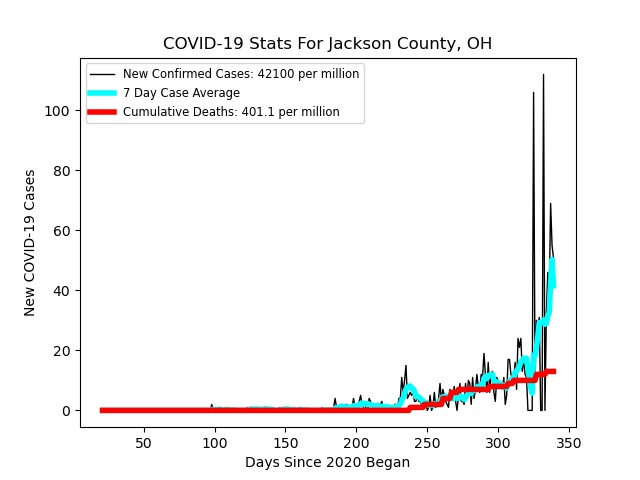 COVID-19 Stats For Jackson County, OH
New Confirmed Cases: 42100 per million
7 Day Case Average
Cumulative Deaths: 401.1 per million
New COVID-19 Cases
100
80
60
40
20
0
50 100 150 200 250 300 350
Days Since 2020 Began